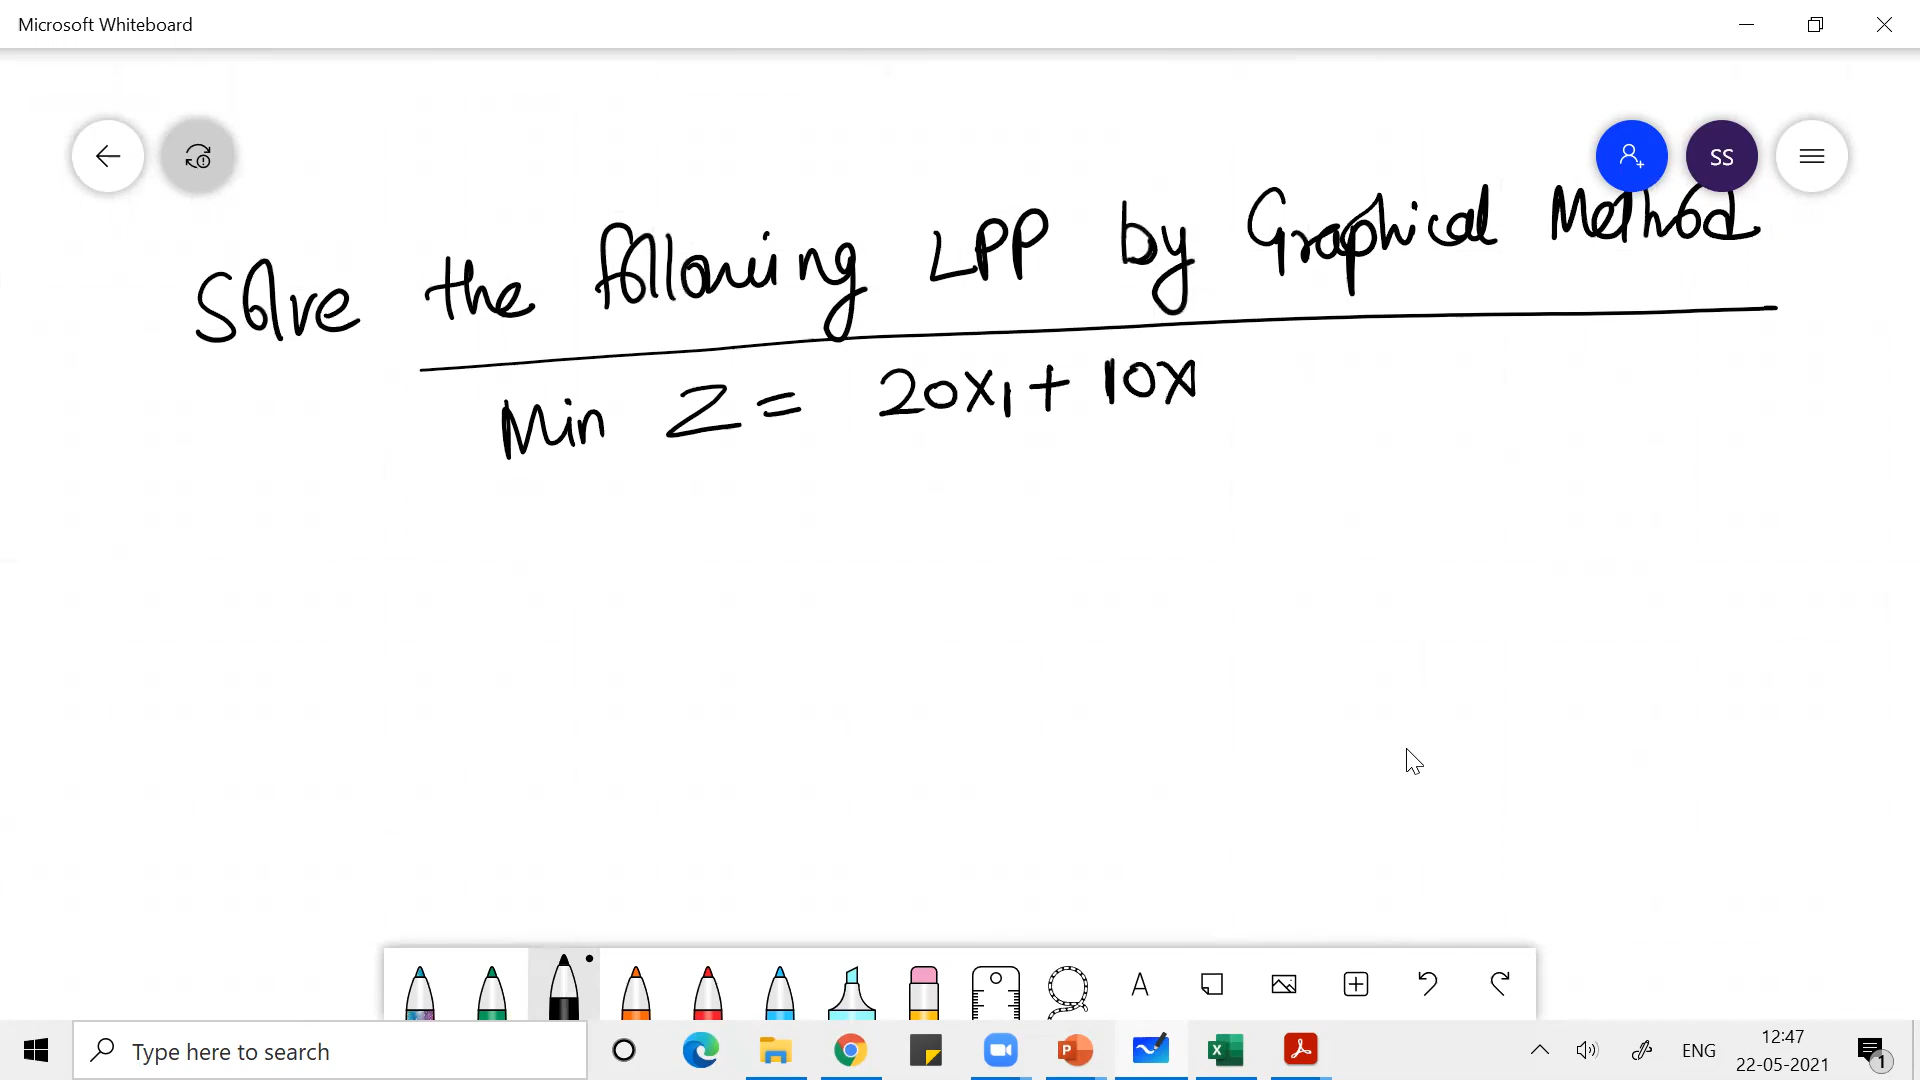 Microsoft Whiteboard
SS
Solve the following LPP by Graphical Method
Min Z = 20x1 + 10x
A
Type here to search
ENG
12:47
22-05-2021
1